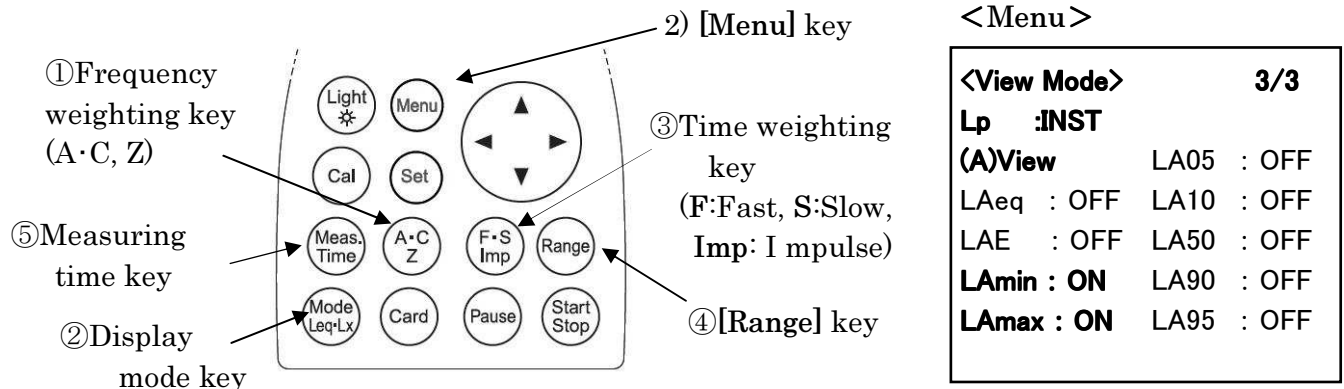 ①Frequency
weighting key
(A·C, Z)
⑤Measuring
time key
②Display
mode key
Light
Menu
Cal
Set
Meas.
Time
A·C
Z
F·S
Imp
Range
Mode
Leq·Lx
Card
Pause
Start
Stop
2) [Menu] key
③Time weighting
key
(F:Fast, S:Slow,
Imp: I mpulse)
④[Range] key
<Menu>
<View Mode> 3/3
Lp :INST
(A)View LA05 : OFF
LAeq : OFF LA10 : OFF
LAE : OFF LA50 : OFF
LAmin : ON LA90 : OFF
LAmax : ON LA95 : OFF